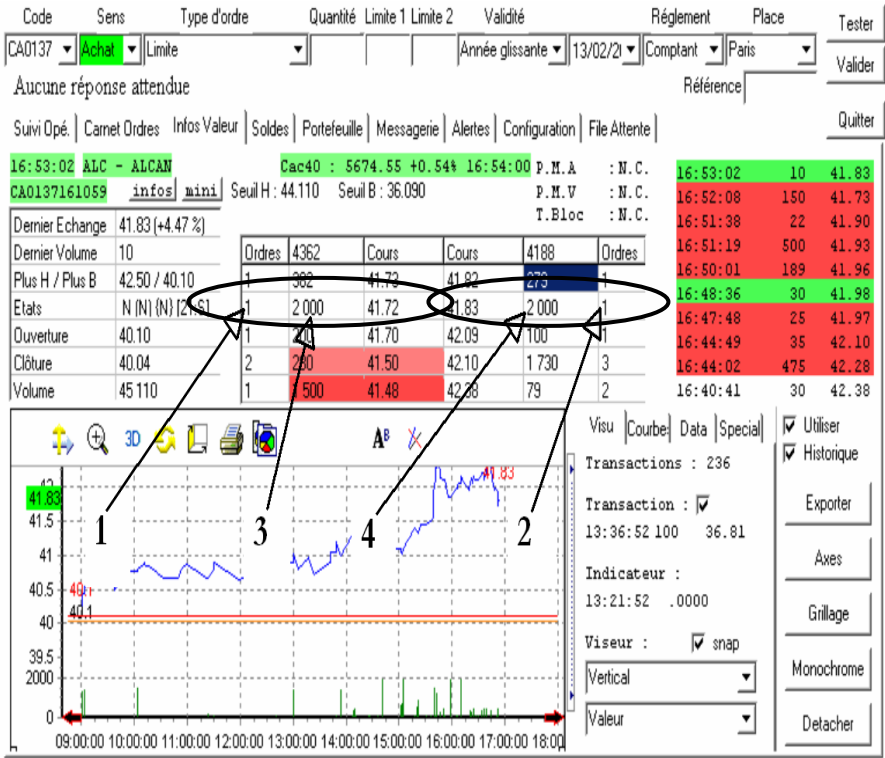 Code Sens Type d'ordre Quantité Limite 1 Limite 2 Validité Réglement Place Tester
CA0137 Achat Limite Année glissante 13/02/2( Comptant Paris
Valider
Aucune réponse attendue Référence
Suivi Opé. Carnet Ordres Infos Valeur Soldes Portefeuille Messagerie Alertes Configuration File Attente Quitter
16:53:02 ALC - ALCAN Cac40 : 5674.55 +0.54% 16:54:00 P.M.A :N.C.
CA0137161059 infos mini Seuil H : 44.110 Seuil B : 36.090 P.M.V :N.C.
T.Bloc :N.C.
16:53:02 10 41.83
16:52:08 150 41.73
16:51:38 22 41.90
16:51:19 500 41.93
16:50:01 189 41.96
16:48:36 30 41.98
16:47:48 25 41.97
16:44:49 35 42.10
16:44:02 475 42.28
16:40:41 30 42.38
Dernier Echange 41.83 (+4.47 %)
Dernier Volume 10
Plus H / Plus B 42.50 / 40.10
Etats N (N) {N}
Ouverture 40.10
Clôture 40.04
Volume 45 110
Ordres 4362 Cours Cours 4188 Ordres
1 382 41.73 41.82 279 1
1 2 000 41.72 41.83 2 000 1
1 41.70 42.09 100 1
2 41.50 42.10 1 730 3
1 1 500 41.48 42.38 79 2
3D
AB
1 3 4 2
41.83
42
41.83
41.5
41
40.5
40.1
40
39.5
2000
0
09:00:00 10:00:00 11:00:00 12:00:00 13:00:00 14:00:00 15:00:00 16:00:00 17:00:00 18:00
Visu Courbe: Data Special
Transactions : 236
Transaction :
13:36:52 100 36.81
Indicateur :
13:21:52 .0000
Viseur : snap
Vertical
Valeur
Utiliser
Historique
Exporter
Axes
Grillage
Monochrome
Detacher